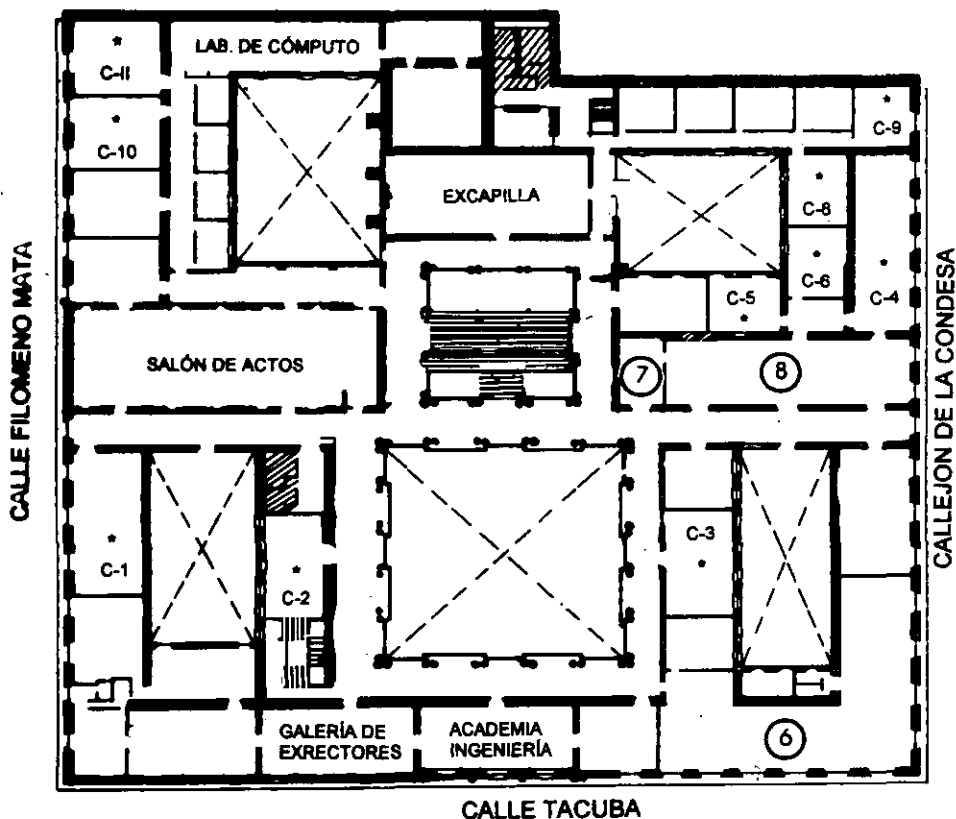 LAB. DE CÓMPUTO
*
C-11
*
C-10
*
C-9
EXCAPILLA
*
C-8
*
C-6
C-5
*
*
C-4
CALLE FILOMENO MATA
CALLEJON DE LA CONDESA
SALÓN DE ACTOS
7
8
*
C-1
*
C-2
C-3
*
GALERÍA DE
EXRECTORES
ACADEMIA
INGENIERÍA
6
CALLE TACUBA